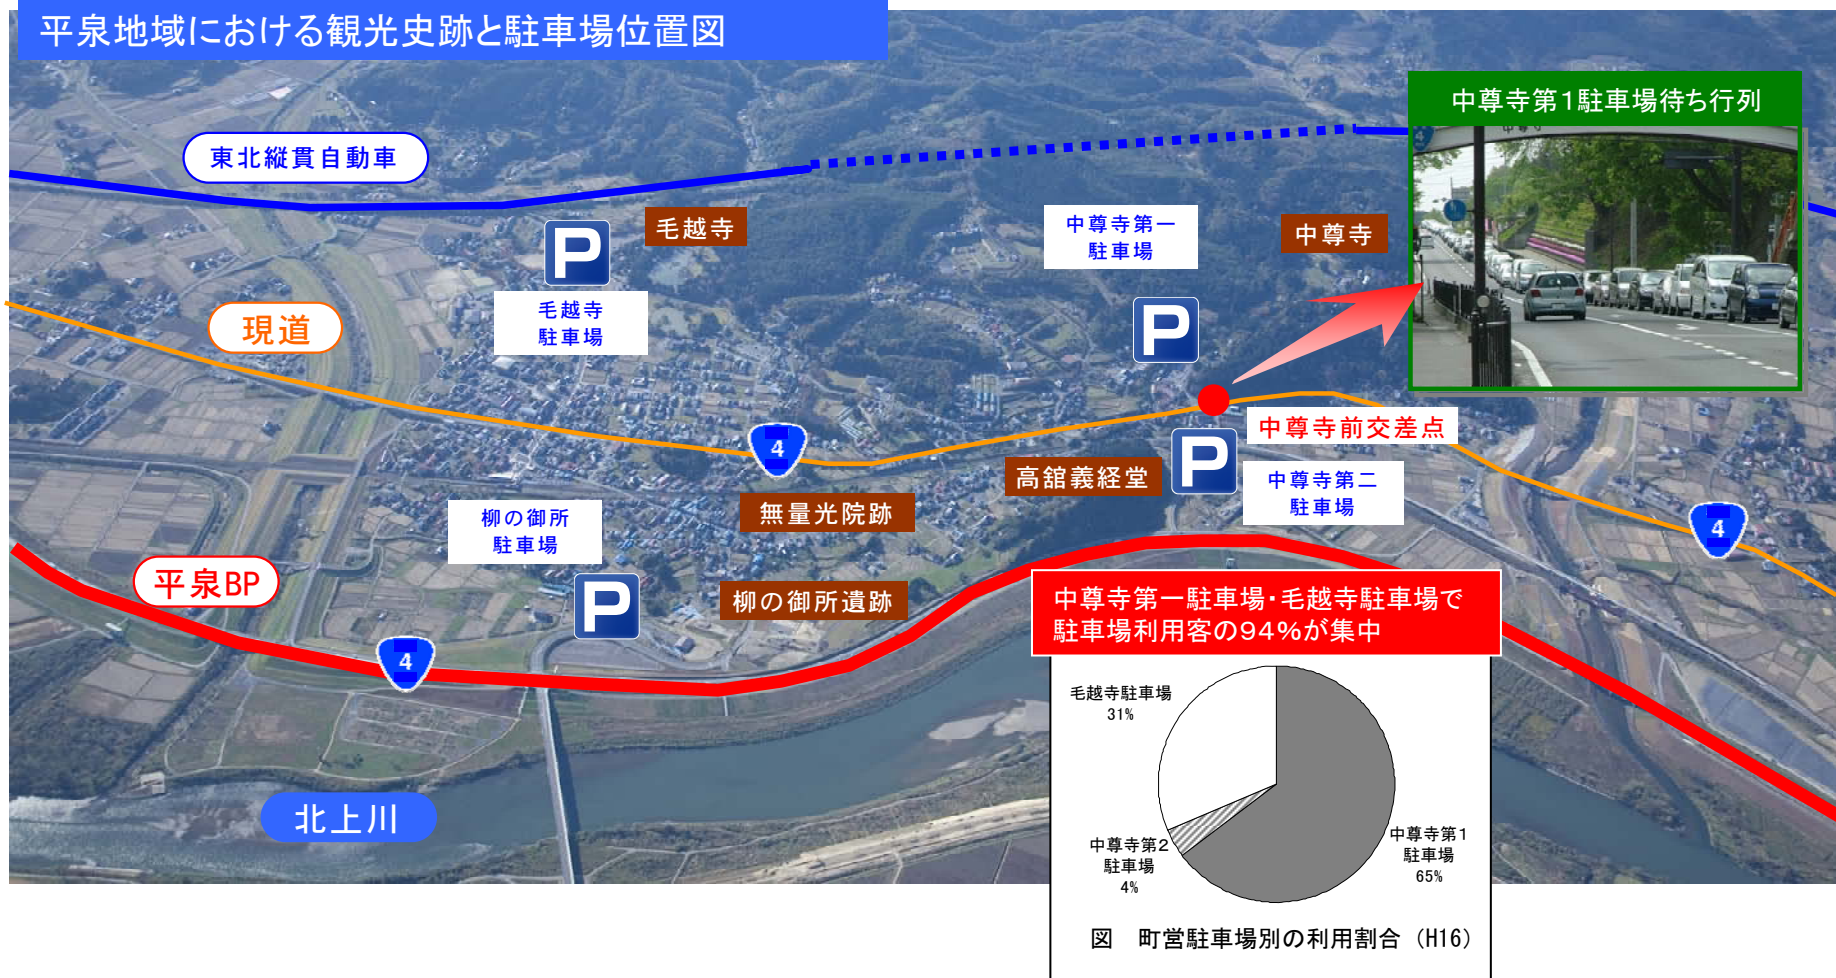 平泉地域における観光史跡と駐車場位置図
中尊寺第1駐車場待ち行列
4
中尊寺
東北縦貫自動車
毛越寺
中尊寺第一
駐車場
中尊寺
毛越寺
駐車場
現道
中尊寺前交差点
4
高舘義経堂
中尊寺第二
駐車場
無量光院跡
柳の御所
駐車場
4
平泉BP
柳の御所遺跡
4
P
P
P
P
中尊寺第一駐車場・毛越寺駐車場で
駐車場利用客の94%が集中
毛越寺駐車場
31%
中尊寺第2
駐車場
4%
中尊寺第1
駐車場
65%
北上川
図 町営駐車場別の利用割合（H16）